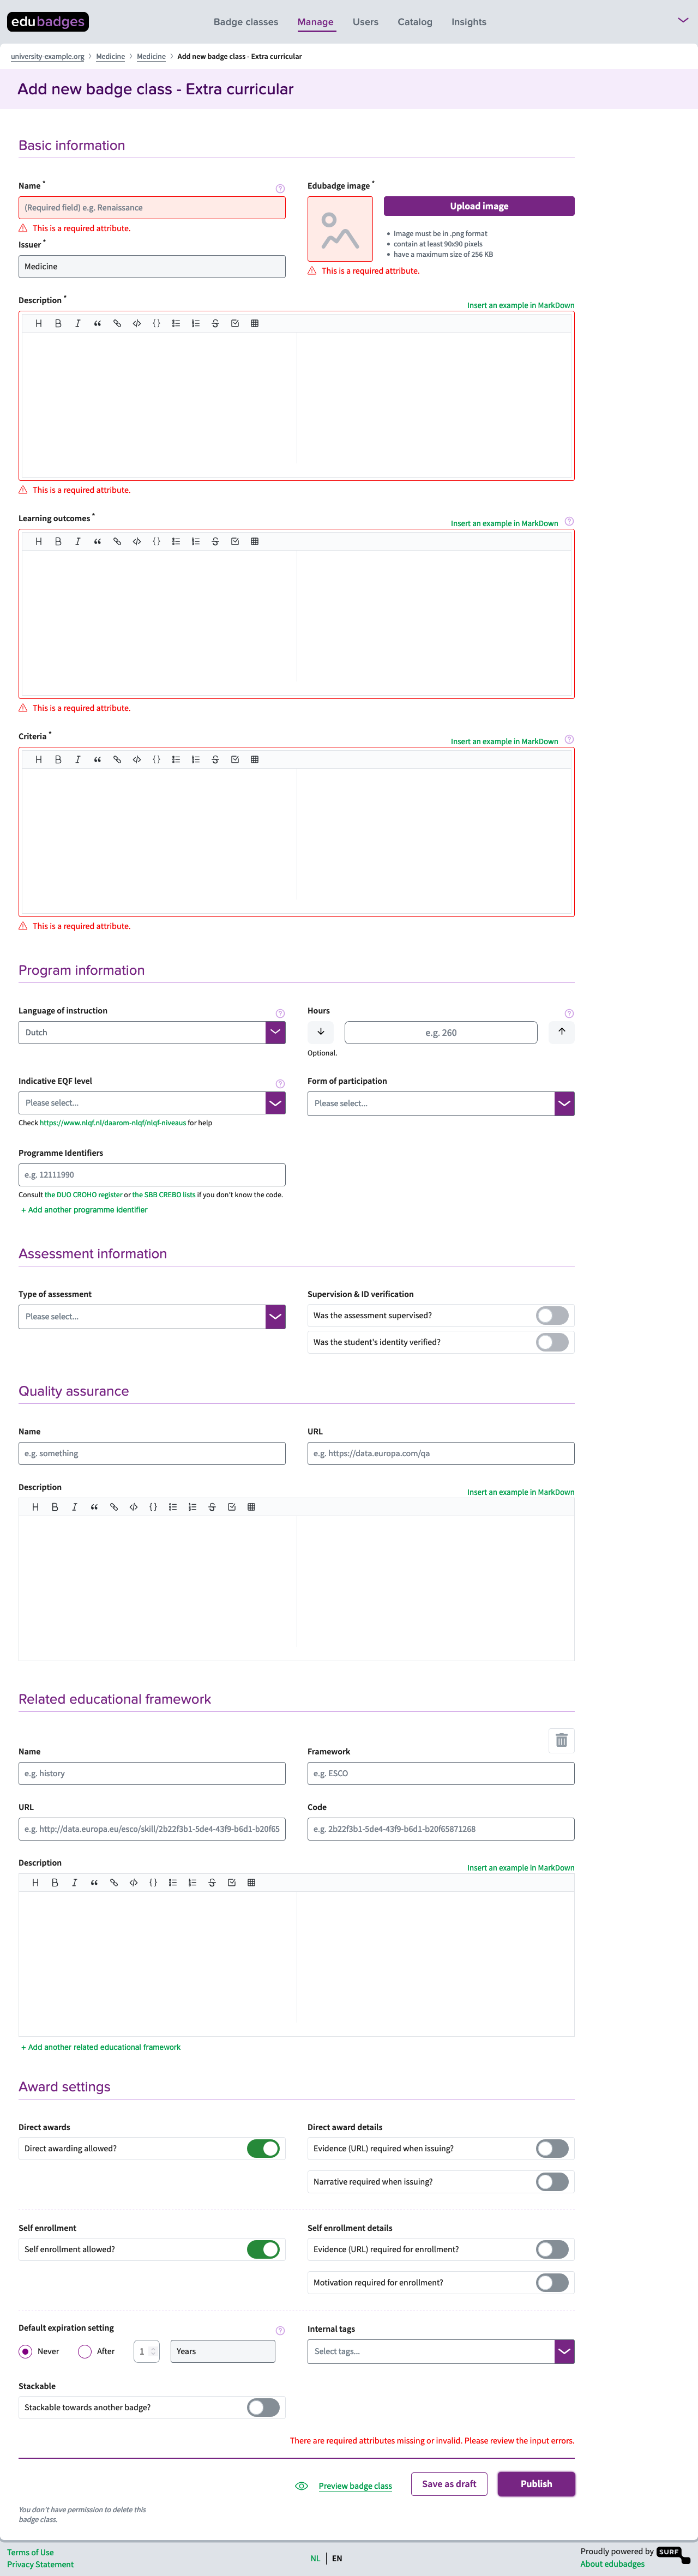 edubadges
Badge classes Manage Users Catalog Insights
university-example.org Medicine Medicine Add new badge class - Extra curricular
Add new badge class - Extra curricular
Basic information
Name *
(Required field) e.g. Renaissance
This is a required attribute.
Issuer *
Medicine
Edubadge image *
Upload image
Image must be in .png format
contain at least 90x90 pixels
have a maximum size of 256 KB
This is a required attribute.
Description *
Insert an example in MarkDown
This is a required attribute.
Learning outcomes *
Insert an example in MarkDown
This is a required attribute.
Criteria *
Insert an example in MarkDown
This is a required attribute.
Program information
Language of instruction
Dutch
Hours
e.g. 260
Optional.
Indicative EQF level
Please select...
Check https://www.nlqf.nl/daarom-nlqf/nlqf-niveaus for help
Form of participation
Please select...
Programme Identifiers
e.g. 12111990
Consult the DUO CROHO register or the SBB CREBO lists if you don't know the code.
+ Add another programme identifier
Assessment information
Type of assessment
Please select...
Supervision & ID verification
Was the assessment supervised?
Was the student's identity verified?
Quality assurance
Name
e.g. something
URL
e.g. https://data.europa.com/qa
Description
Insert an example in MarkDown
Related educational framework
Name
e.g. history
Framework
e.g. ESCO
URL
e.g. http://data.europa.eu/esco/skill/2b22f3b1-5de4-43f9-b6d1-b20f65
Code
e.g. 2b22f3b1-5de4-43f9-b6d1-b20f65871268
Description
Insert an example in MarkDown
+ Add another related educational framework
Award settings
Direct awards
Direct awarding allowed?
Direct award details
Evidence (URL) required when issuing?
Narrative required when issuing?
Self enrollment
Self enrollment allowed?
Self enrollment details
Evidence (URL) required for enrollment?
Motivation required for enrollment?
Default expiration setting
Never After 1 Years
Internal tags
Select tags...
Stackable
Stackable towards another badge?
There are required attributes missing or invalid. Please review the input errors.
Preview badge class Save as draft Publish
You don't have permission to delete this
badge class.
Terms of Use
Privacy Statement
NL EN
Proudly powered by SURF
About edubadges